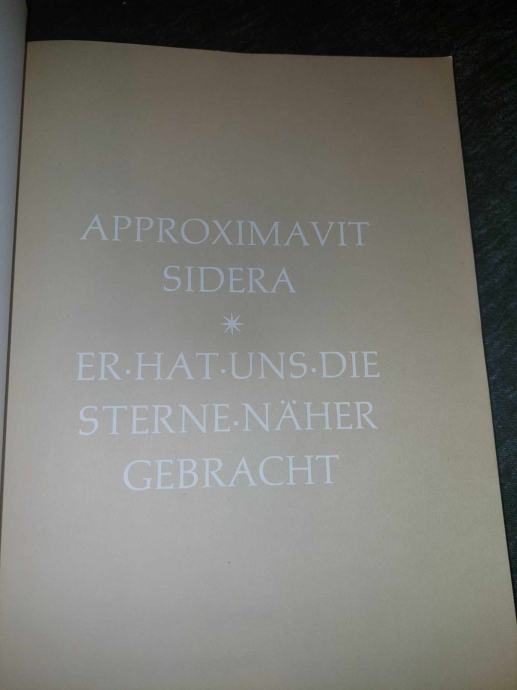 APPROXIMAVIT
SIDERA
ER·HAT·UNS·DIE
STERNE·NÄHER
GEBRACHT